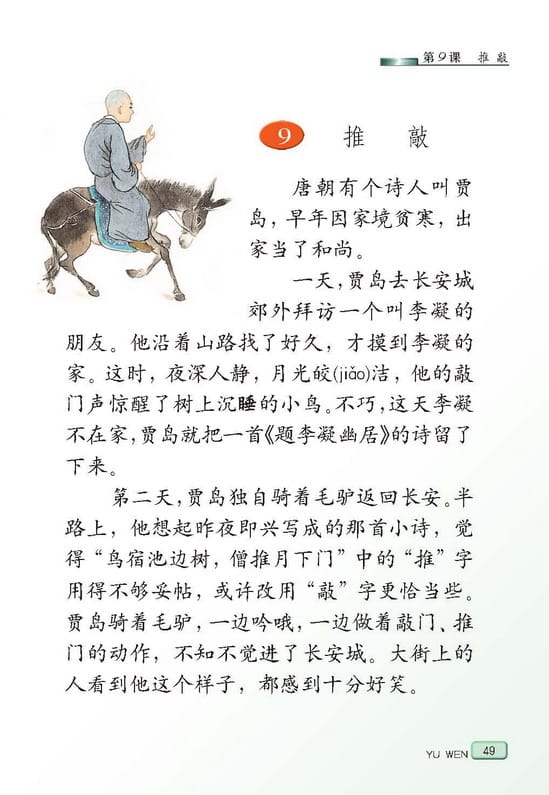 第9课 推敲
9 推 敲
唐朝有个诗人叫贾
岛，早年因家境贫寒，出
家当了和尚。
一天，贾岛去长安城
郊外拜访一个叫李凝的
朋友。他沿着山路找了好久，才摸到李凝的
家。这时，夜深人静，月光皎(jiǎo)洁，他的敲
门声惊醒了树上沉睡的小鸟。不巧，这天李凝
不在家，贾岛就把一首《题李凝幽居》的诗留了
下来。
第二天，贾岛独自骑着毛驴返回长安。半
路上，他想起昨夜即兴写成的那首小诗，觉
得“鸟宿池边树，僧推月下门”中的“推”字
用得不够妥帖，或许改用“敲”字更恰当些。
贾岛骑着毛驴，一边吟哦，一边做着敲门、推
门的动作，不知不觉进了长安城。大街上的
人看到他这个样子，都感到十分好笑。
YU WEN 49